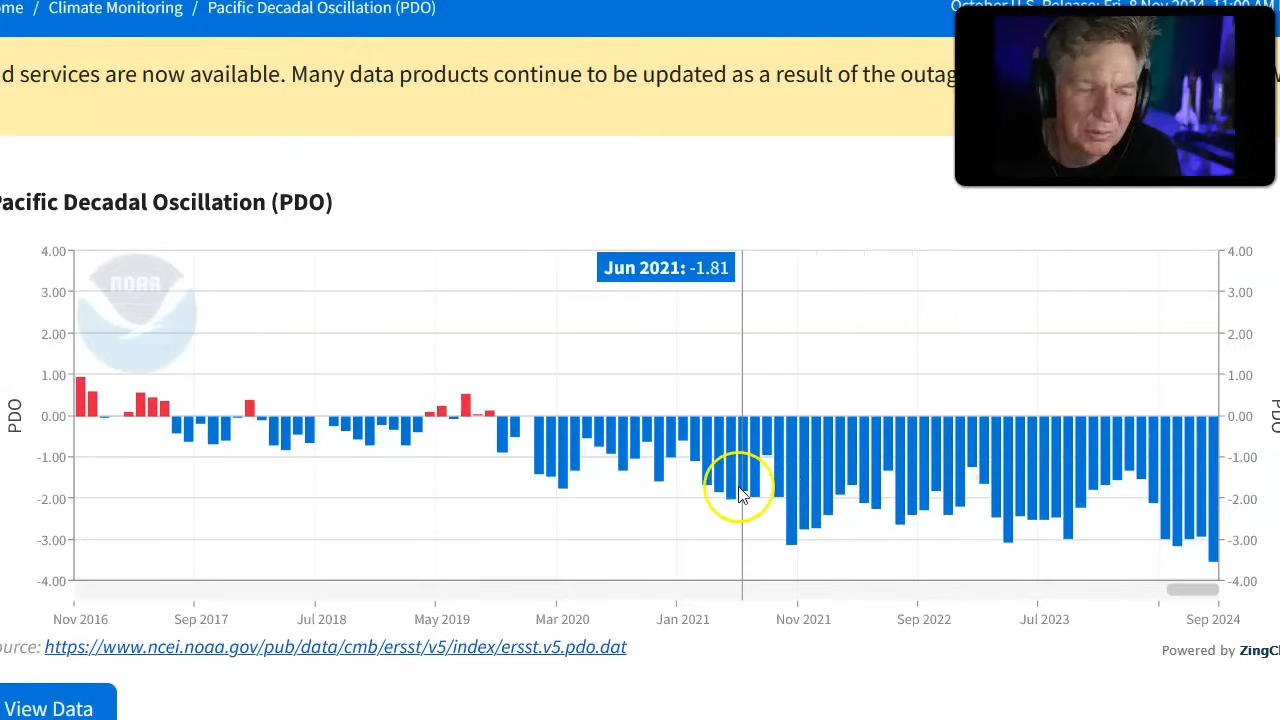 ome / Climate Monitoring / Pacific Decadal Oscillation (PDO)
October U.S. Release: Fri, 8 Nov 2024, 11:00 AM
d services are now available. Many data products continue to be updated as a result of the outag
Pacific Decadal Oscillation (PDO)
Jun 2021: -1.81
NOAA
4.00
3.00
2.00
1.00
0.00
-1.00
-2.00
-3.00
-4.00
PDO
4.00
3.00
2.00
1.00
0.00
-1.00
-2.00
-3.00
-4.00
PDO
Nov 2016 Sep 2017 Jul 2018 May 2019 Mar 2020 Jan 2021 Nov 2021 Sep 2022 Jul 2023 Sep 2024
ource: https://www.ncei.noaa.gov/pub/data/cmb/ersst/v5/index/ersst.v5.pdo.dat
Powered by ZingCh
View Data